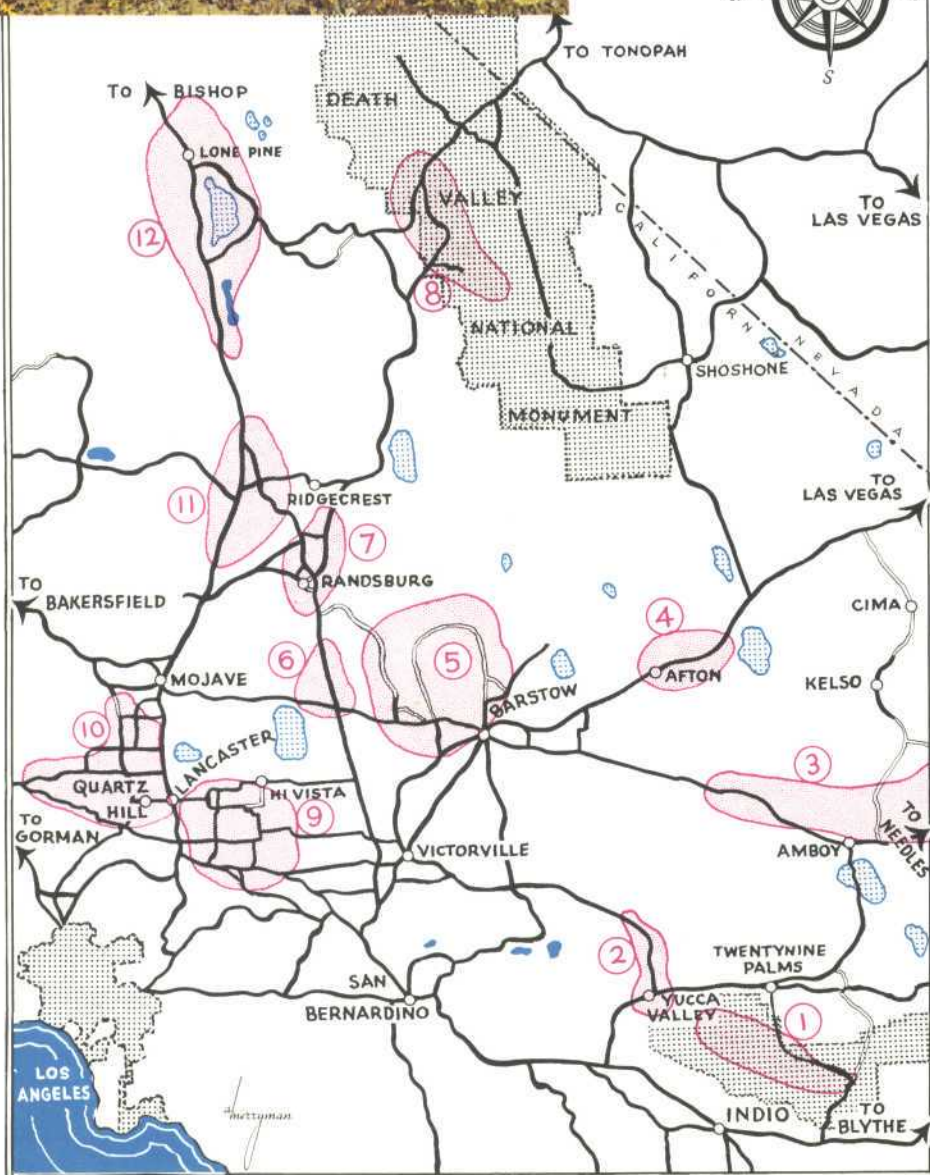 S
TO TONOPAH
TO BISHOP
DEATH
LONE PINE
VALLEY
TO
LAS VEGAS
12
8
CALIFORNIA
NEVADA
NATIONAL
SHOSHONE
MONUMENT
TO
LAS VEGAS
11
RIDGECREST
7
RANDSBURG
TO
BAKERSFIELD
CIMA
4
6
5
AFTON
MOJAVE
KELSO
BARSTOW
10
LANCASTER
3
QUARTZ
HILL
HI VISTA
9
TO
GORMAN
TO
NEEDLES
VICTORVILLE
AMBOY
2
TWENTYNINE
PALMS
SAN
BERNARDINO
YUCCA
VALLEY
1
LOS
ANGELES
merryman
INDIO
TO
BLYTHE